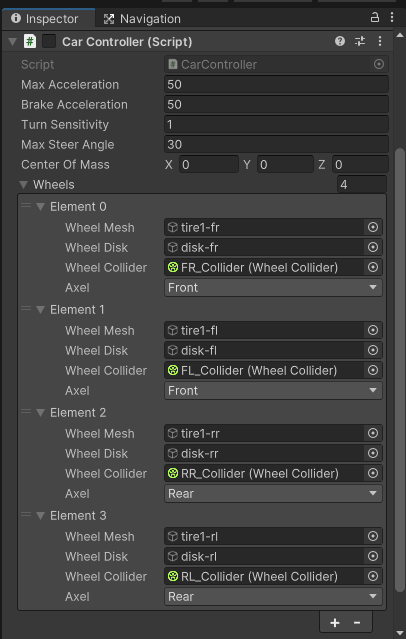 Inspector Navigation
Car Controller (Script)
Script CarController
Max Acceleration 50
Brake Acceleration 50
Turn Sensitivity 1
Max Steer Angle 30
Center Of Mass X 0 Y 0 Z 0
Wheels 4
Element 0
Wheel Mesh tire1-fr
Wheel Disk disk-fr
Wheel Collider FR_Collider (Wheel Collider)
Axel Front
Element 1
Wheel Mesh tire1-fl
Wheel Disk disk-fl
Wheel Collider FL_Collider (Wheel Collider)
Axel Front
Element 2
Wheel Mesh tire1-rr
Wheel Disk disk-rr
Wheel Collider RR_Collider (Wheel Collider)
Axel Rear
Element 3
Wheel Mesh tire1-rl
Wheel Disk disk-rl
Wheel Collider RL_Collider (Wheel Collider)
Axel Rear
+ -